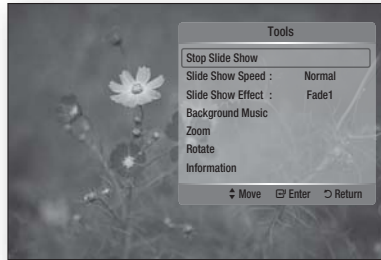 Tools
Stop Slide Show
Slide Show Speed : Normal
Slide Show Effect : Fade1
Background Music
Zoom
Rotate
Information
Move Enter Return